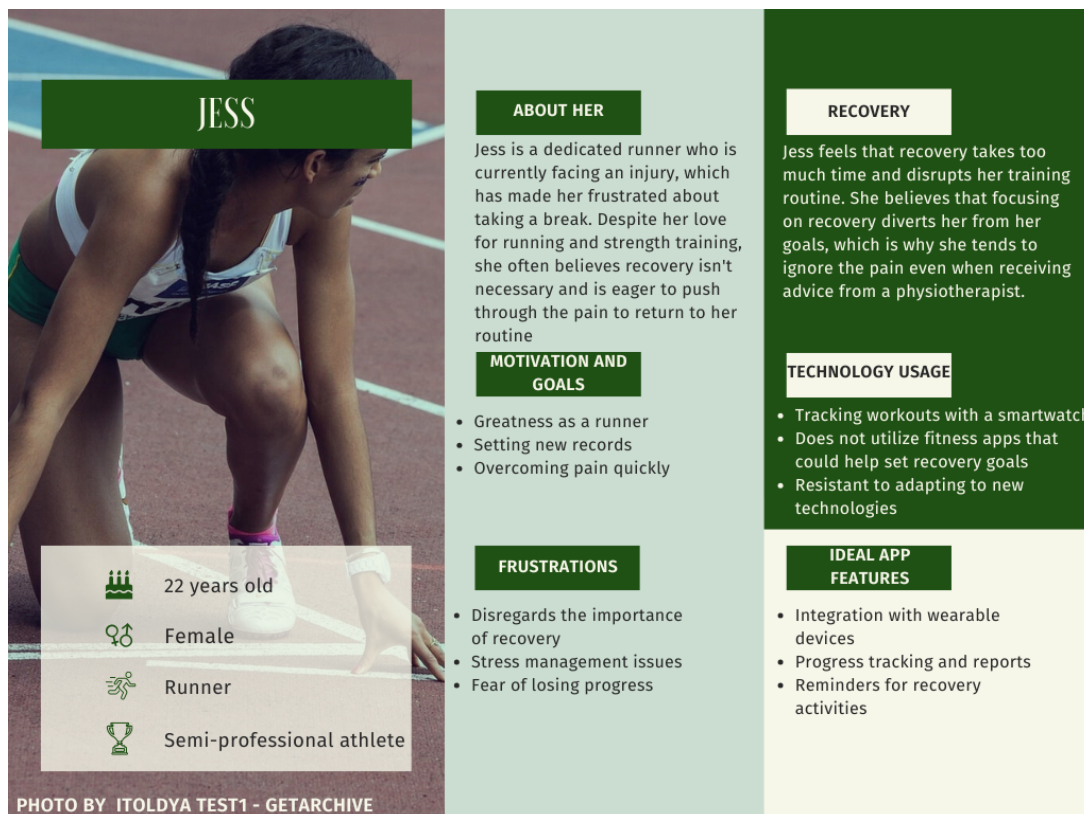 JESS
22 years old
Female
Runner
Semi-professional athlete
PHOTO BY ITOLDYA TEST1 - GETARCHIVE
ABOUT HER
Jess is a dedicated runner who is
currently facing an injury, which
has made her frustrated about
taking a break. Despite her love
for running and strength training,
she often believes recovery isn't
necessary and is eager to push
through the pain to return to her
routine
MOTIVATION AND
GOALS
• Greatness as a runner
• Setting new records
• Overcoming pain quickly
FRUSTRATIONS
• Disregards the importance
of recovery
• Stress management issues
• Fear of losing progress
RECOVERY
Jess feels that recovery takes too
much time and disrupts her training
routine. She believes that focusing
on recovery diverts her from her
goals, which is why she tends to
ignore the pain even when receiving
advice from a physiotherapist.
TECHNOLOGY USAGE
• Tracking workouts with a smartwatch
• Does not utilize fitness apps that
could help set recovery goals
• Resistant to adapting to new
technologies
IDEAL APP
FEATURES
• Integration with wearable
devices
• Progress tracking and reports
• Reminders for recovery
activities